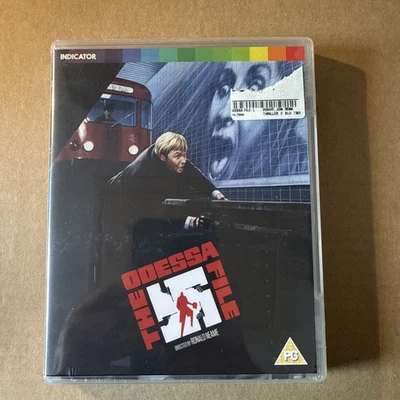 INDICATOR
THE
ODESSA
FILE
DIRECTED BY RONALD NEAME
PG